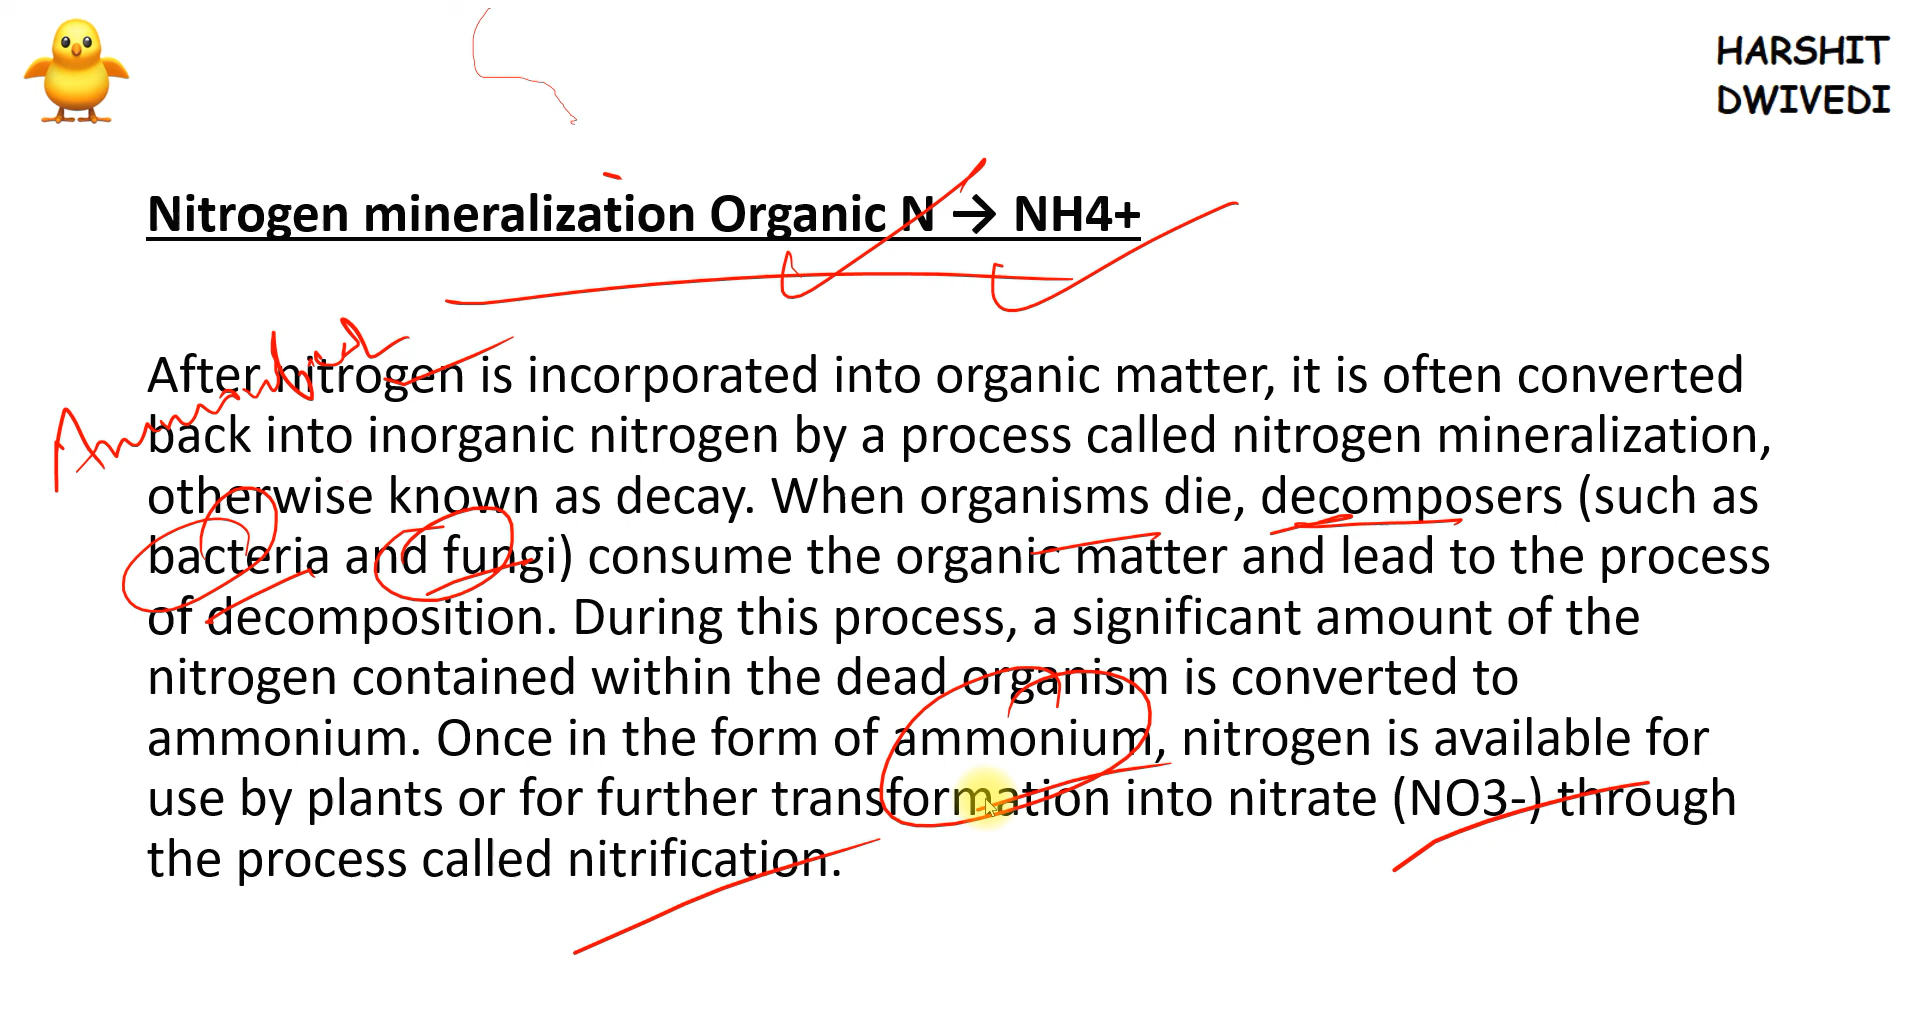 HARSHIT
DWIVEDI
Nitrogen mineralization Organic N → NH4+
After nitrogen is incorporated into organic matter, it is often converted
back into inorganic nitrogen by a process called nitrogen mineralization,
otherwise known as decay. When organisms die, decomposers (such as
bacteria and fungi) consume the organic matter and lead to the process
of decomposition. During this process, a significant amount of the
nitrogen contained within the dead organism is converted to
ammonium. Once in the form of ammonium, nitrogen is available for
use by plants or for further transformation into nitrate (NO3-) through
the process called nitrification.